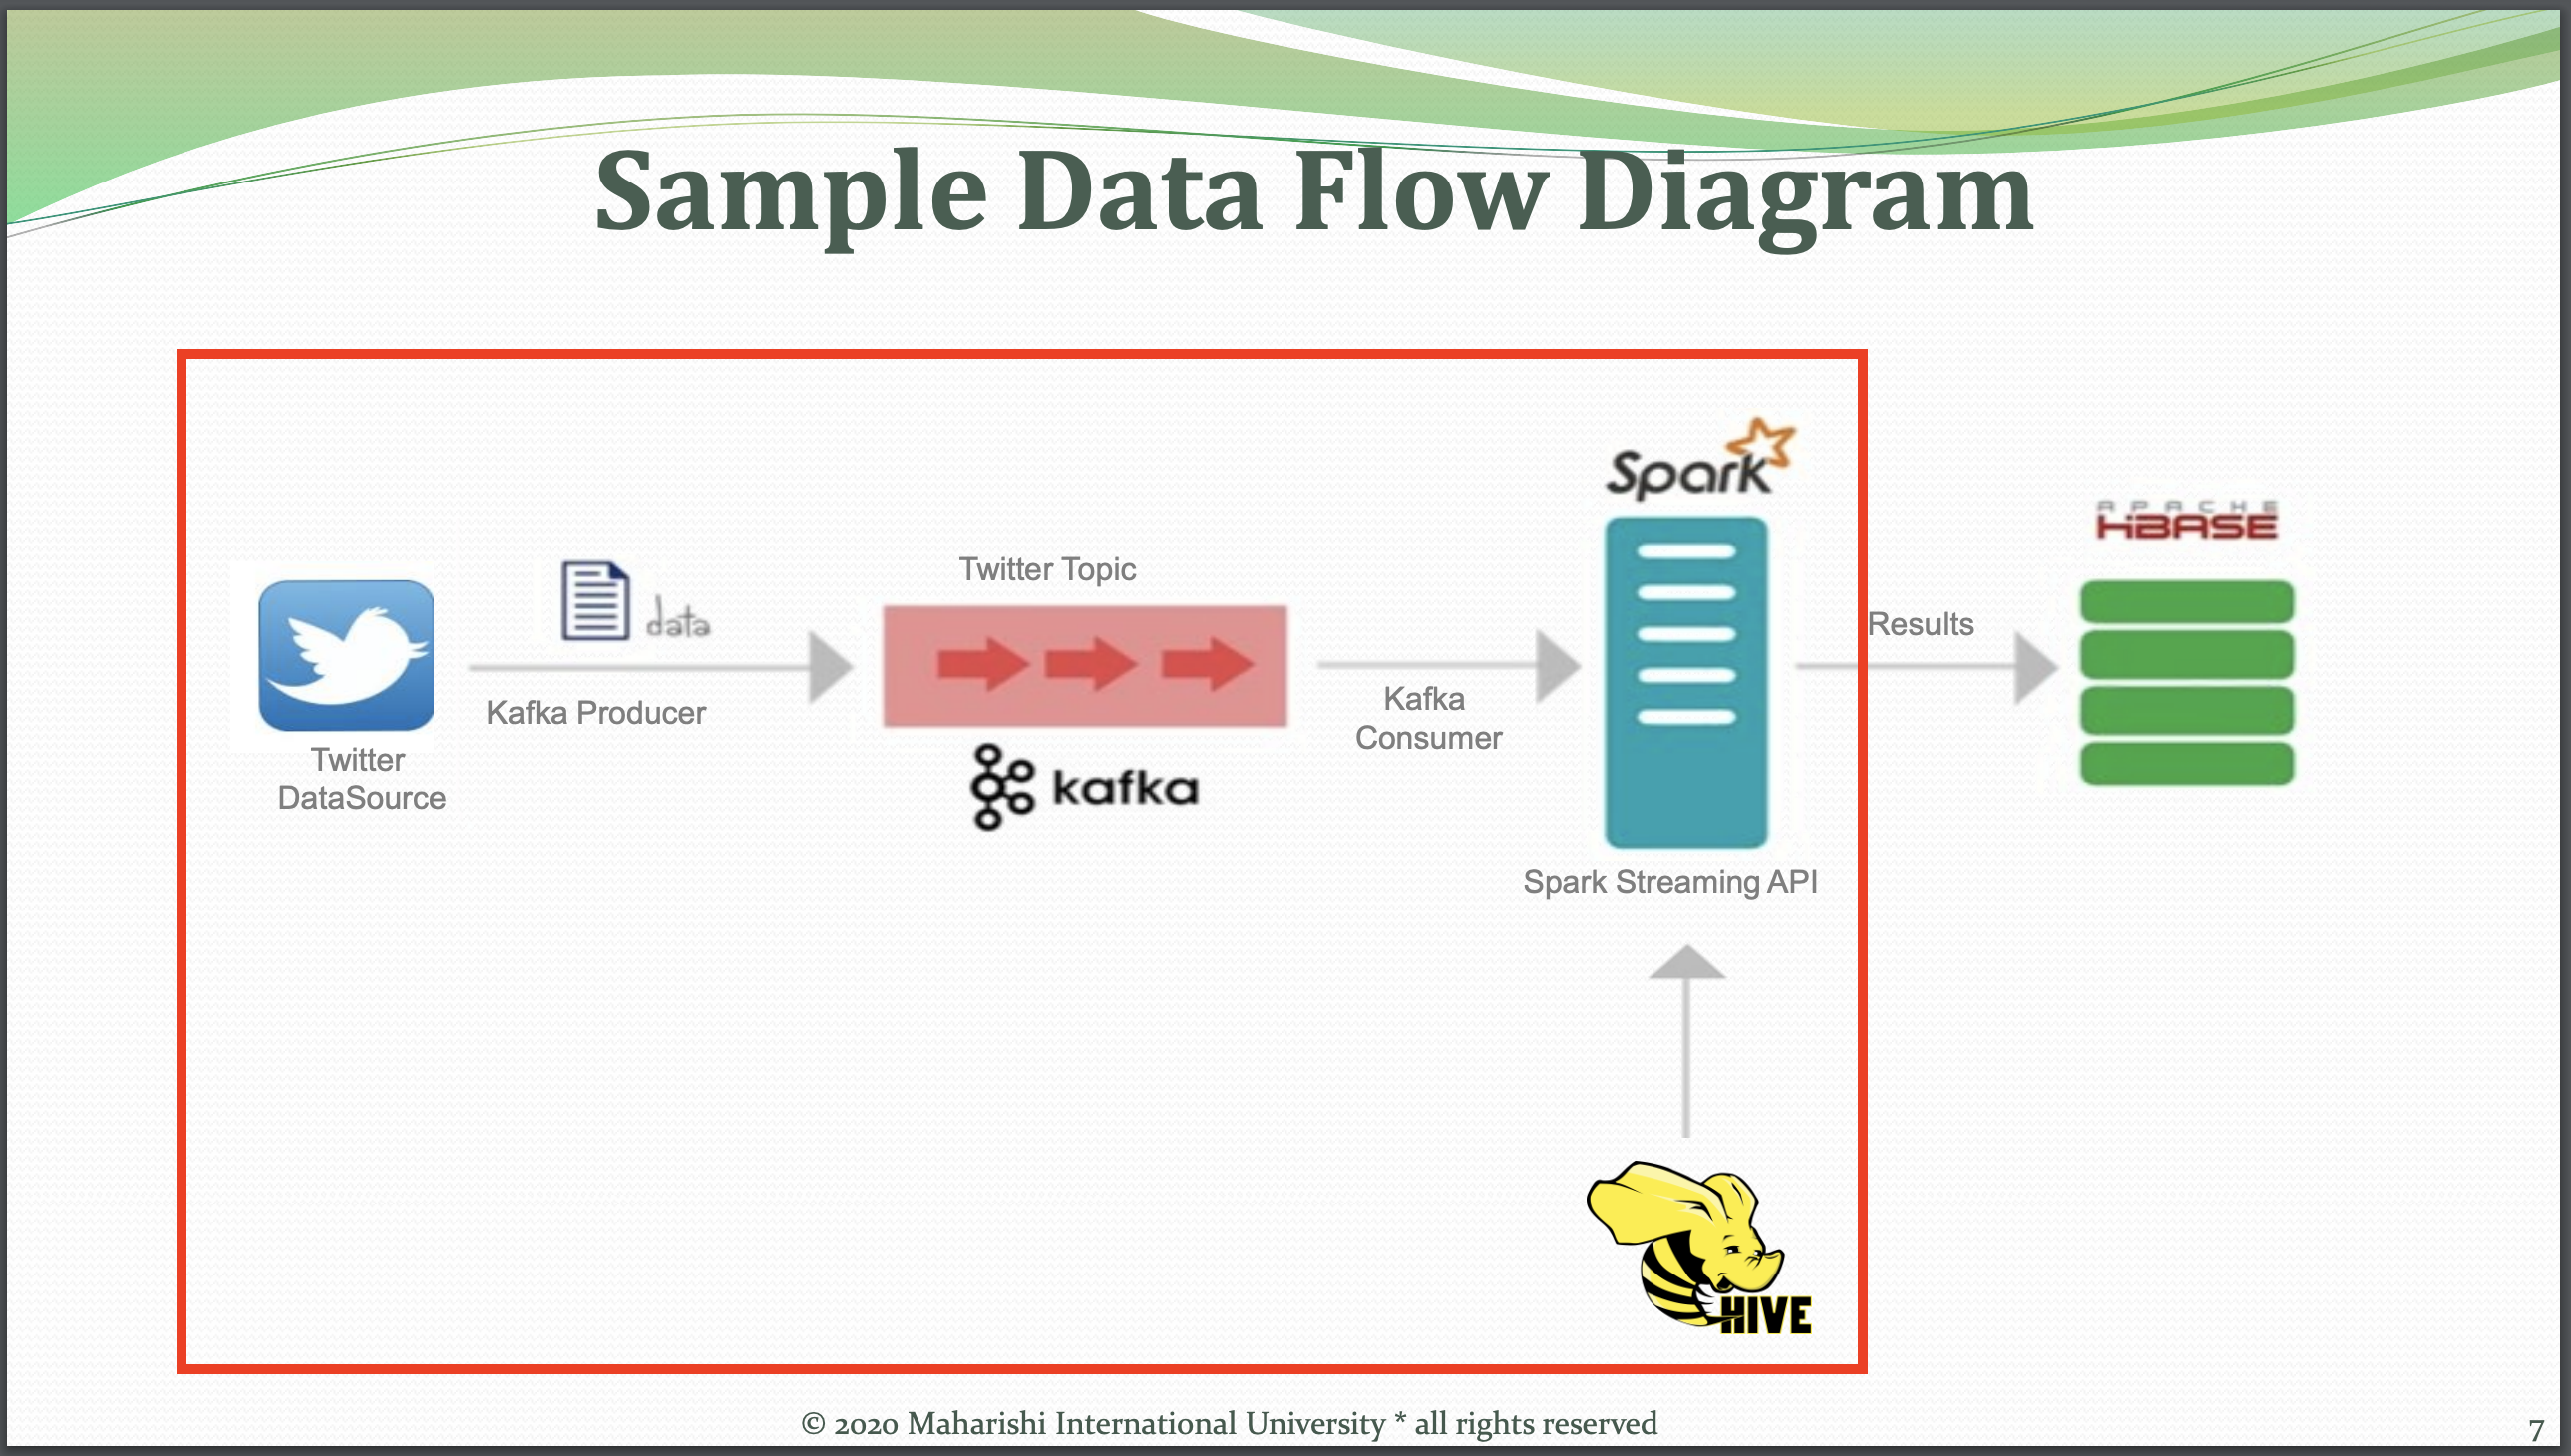 Sample Data Flow Diagram
Spark
APACHE
HBASE
Twitter Topic
data
Results
Kafka Producer
Kafka
Consumer
Twitter
DataSource
kafka
Spark Streaming API
HIVE
© 2020 Maharishi International University * all rights reserved
7